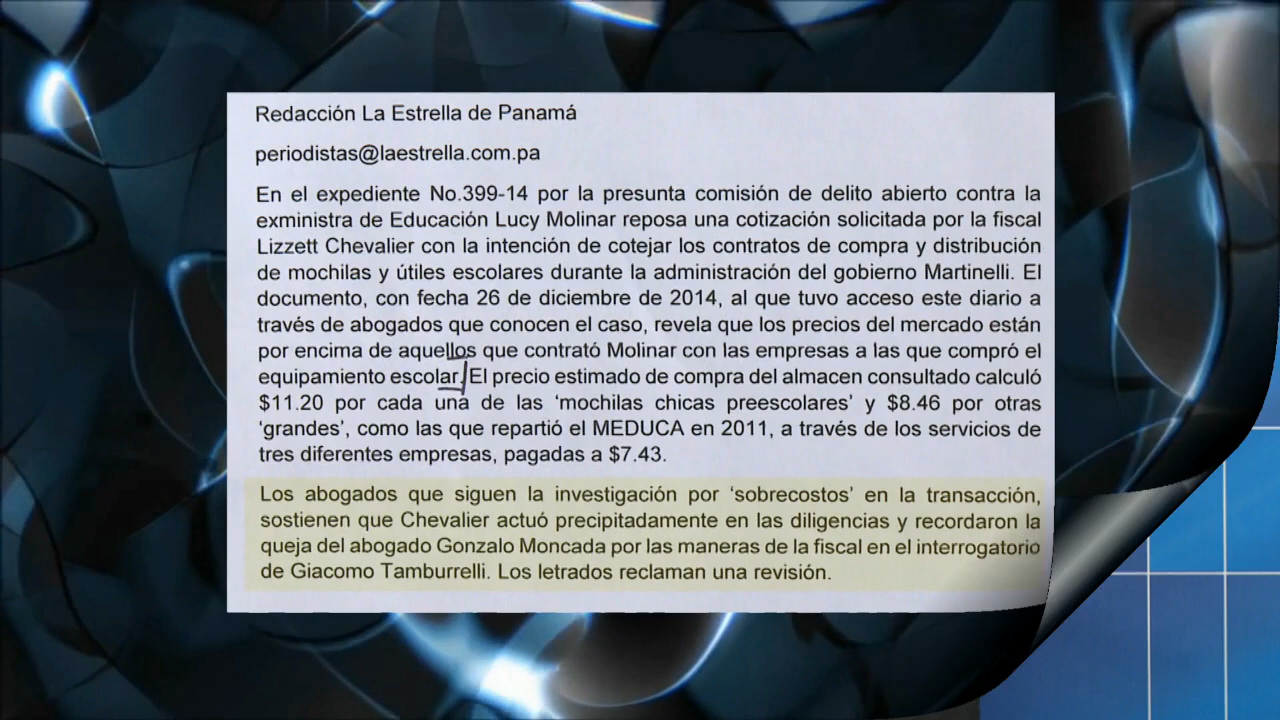 Redacción La Estrella de Panamá
periodistas@laestrella.com.pa
En el expediente No.399-14 por la presunta comisión de delito abierto contra la
exministra de Educación Lucy Molinar reposa una cotización solicitada por la fiscal
Lizzett Chevalier con la intención de cotejar los contratos de compra y distribución
de mochilas y útiles escolares durante la administración del gobierno Martinelli. El
documento, con fecha 26 de diciembre de 2014, al que tuvo acceso este diario a
través de abogados que conocen el caso, revela que los precios del mercado están
por encima de aquellos que contrató Molinar con las empresas a las que compró el
equipamiento escolar. El precio estimado de compra del almacen consultado calculó
$11.20 por cada una de las ‘mochilas chicas preescolares’ y $8.46 por otras
‘grandes’, como las que repartió el MEDUCA en 2011, a través de los servicios de
tres diferentes empresas, pagadas a $7.43.
Los abogados que siguen la investigación por ‘sobrecostos’ en la transacción,
sostienen que Chevalier actuó precipitadamente en las diligencias y recordaron la
queja del abogado Gonzalo Moncada por las maneras de la fiscal en el interrogatorio
de Giacomo Tamburrelli. Los letrados reclaman una revisión.